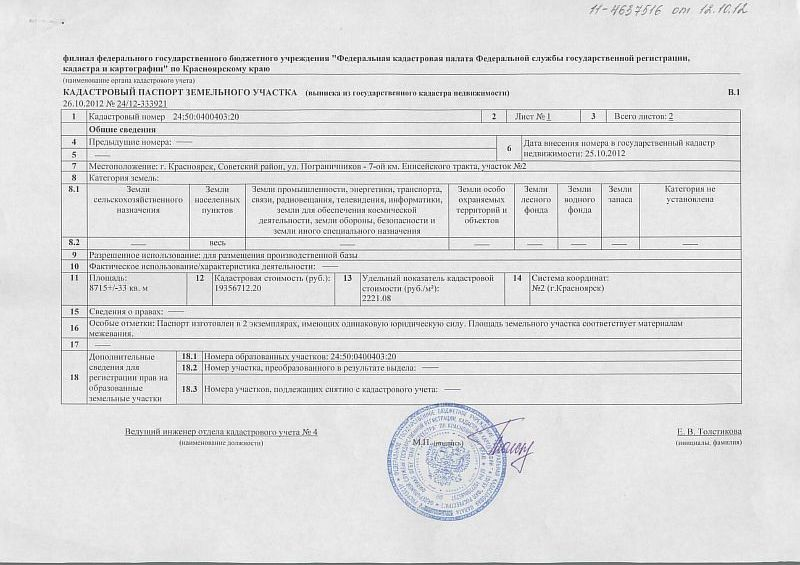 11-4637516 от 12.10.12
филиал федерального государственного бюджетного учреждения "Федеральная кадастровая палата Федеральной службы государственной регистрации,
кадастра и картографии" по Красноярскому краю
(наименование органа кадастрового учета)
КАДАСТРОВЫЙ ПАСПОРТ ЗЕМЕЛЬНОГО УЧАСТКА (выписка из государственного кадастра недвижимости) В.1
26.10.2012 № 24/12-333921
1 Кадастровый номер 24:50:0400403:20 2 Лист № 1 3 Всего листов: 2
Общие сведения
4 Предыдущие номера: —
5 —
6 Дата внесения номера в государственный кадастр
недвижимости: 25.10.2012
7 Местоположение: г. Красноярск, Советский район, ул. Пограничников - 7-ой км. Енисейского тракта, участок №2
8 Категория земель:
8.1 Земли
сельскохозяйственного
назначения
Земли
населенных
пунктов
Земли промышленности, энергетики, транспорта,
связи, радиовещания, телевидения, информатики,
земли для обеспечения космической
деятельности, земли обороны, безопасности и
земли иного специального назначения
Земли особо
охраняемых
территорий и
объектов
Земли
лесного
фонда
Земли
водного
фонда
Земли
запаса
Категория не
установлена
8.2 — весь — — — — — —
9 Разрешенное использование: для размещения производственной базы
10 Фактическое использование/характеристика деятельности: —
11 Площадь:
8715+/-33 кв. м
12 Кадастровая стоимость (руб.):
19356712.20
13 Удельный показатель кадастровой
стоимости (руб./м²):
2221.08
14 Система координат:
№2 (г.Красноярск)
15 Сведения о правах: —
16 Особые отметки: Паспорт изготовлен в 2 экземплярах, имеющих одинаковую юридическую силу. Площадь земельного участка соответствует материалам
межевания.
17 —
18 Дополнительные
сведения для
регистрации прав на
образованные
земельные участки
18.1 Номера образованных участков: 24:50:0400403:20
18.2 Номер участка, преобразованного в результате выдела: —
18.3 Номера участков, подлежащих снятию с кадастрового учета: —
Ведущий инженер отдела кадастрового учета № 4
(наименование должности)
М.П. (подпись)
Е. В. Толстикова
(инициалы, фамилия)